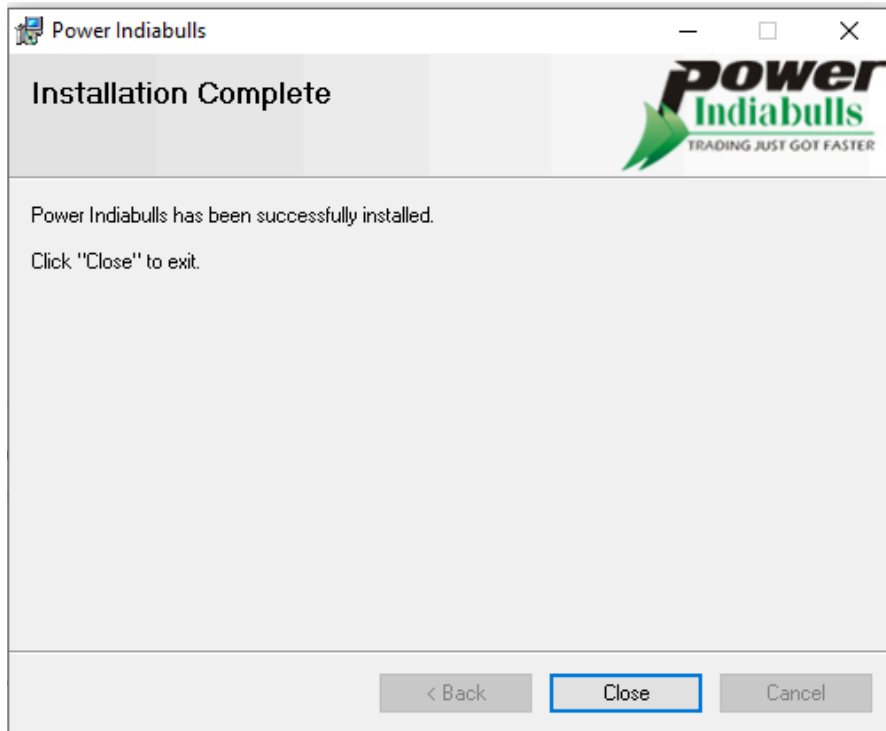 Power Indiabulls
Installation Complete
power
Indiabulls
TRADING JUST GOT FASTER
Power Indiabulls has been successfully installed.
Click "Close" to exit.
< Back
Close
Cancel